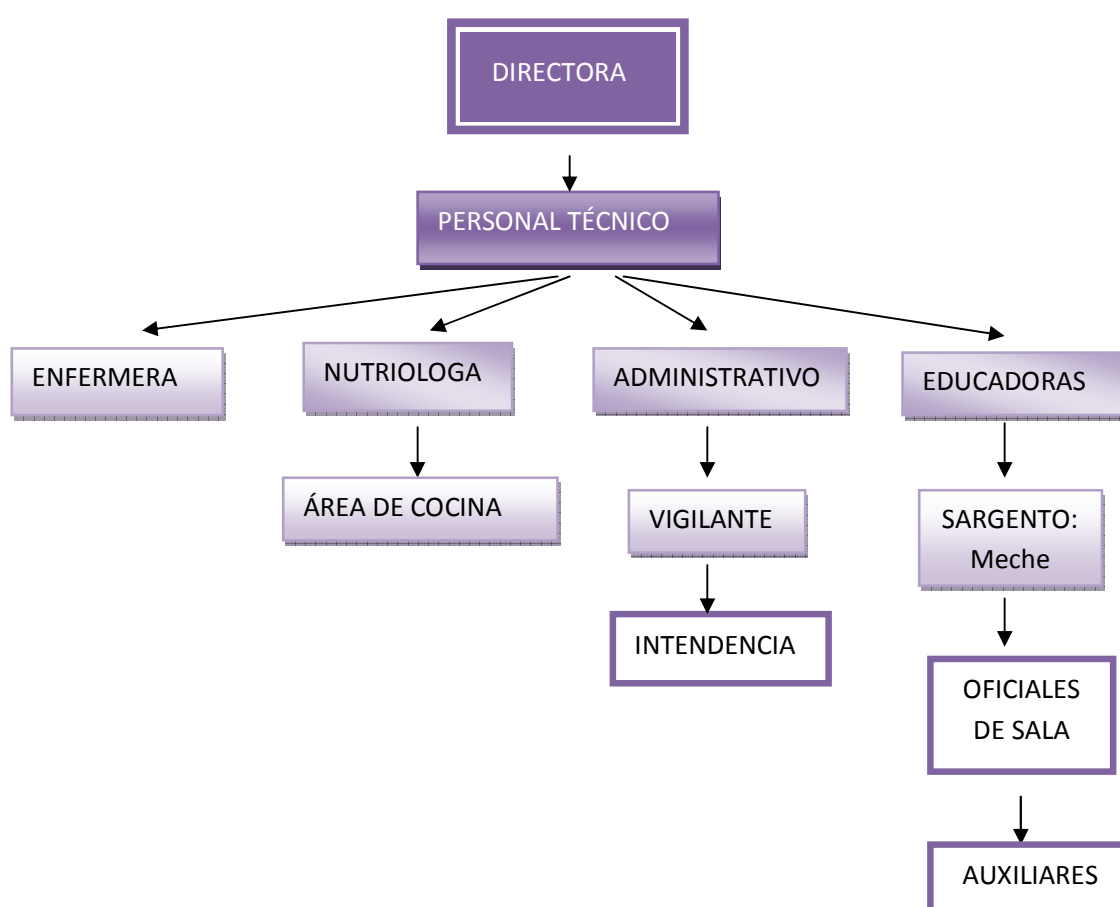 DIRECTORA
PERSONAL TÉCNICO
ENFERMERA
NUTRIOLOGA
ADMINISTRATIVO
EDUCADORAS
ÁREA DE COCINA
VIGILANTE
SARGENTO:
Meche
INTENDENCIA
OFICIALES
DE SALA
AUXILIARES